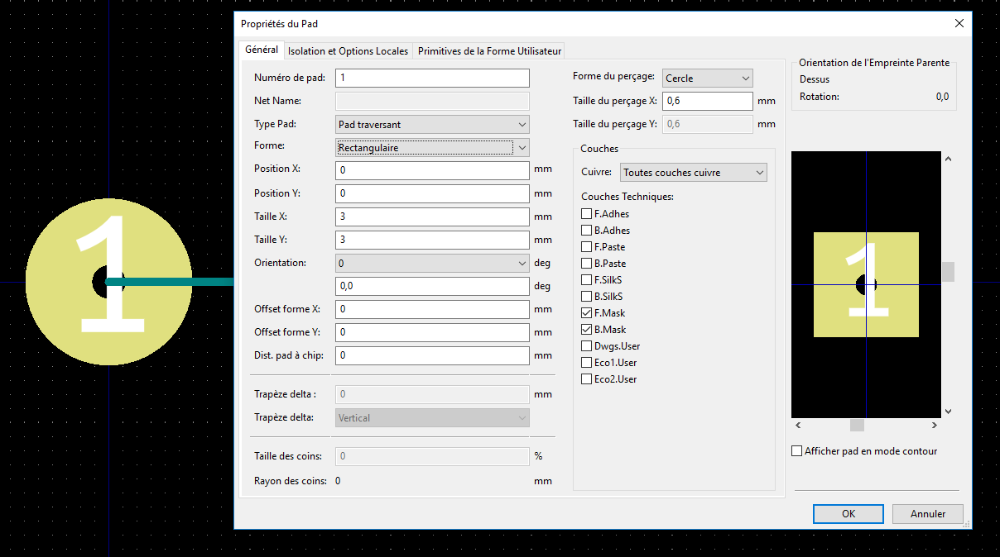 Propriétés du Pad
Général
Isolation et Options Locales
Primitives de la Forme Utilisateur
Numéro de pad: 1
Net Name:
Type Pad: Pad traversant
Forme: Rectangulaire
Position X: 0 mm
Position Y: 0 mm
Taille X: 3 mm
Taille Y: 3 mm
Orientation: 0 deg
0,0 deg
Offset forme X: 0 mm
Offset forme Y: 0 mm
Dist. pad à chip: 0 mm
Trapèze delta : 0 mm
Trapèze delta: Vertical
Taille des coins: 0 %
Rayon des coins: 0 mm
Forme du perçage: Cercle
Taille du perçage X: 0,6 mm
Taille du perçage Y: 0,6 mm
Couches
Cuivre: Toutes couches cuivre
Couches Techniques:
F.Adhes
B.Adhes
F.Paste
B.Paste
F.SilkS
B.SilkS
F.Mask
B.Mask
Dwgs.User
Eco1.User
Eco2.User
Orientation de l'Empreinte Parente
Dessus
Rotation: 0,0
1
Afficher pad en mode contour
OK
Annuler
1